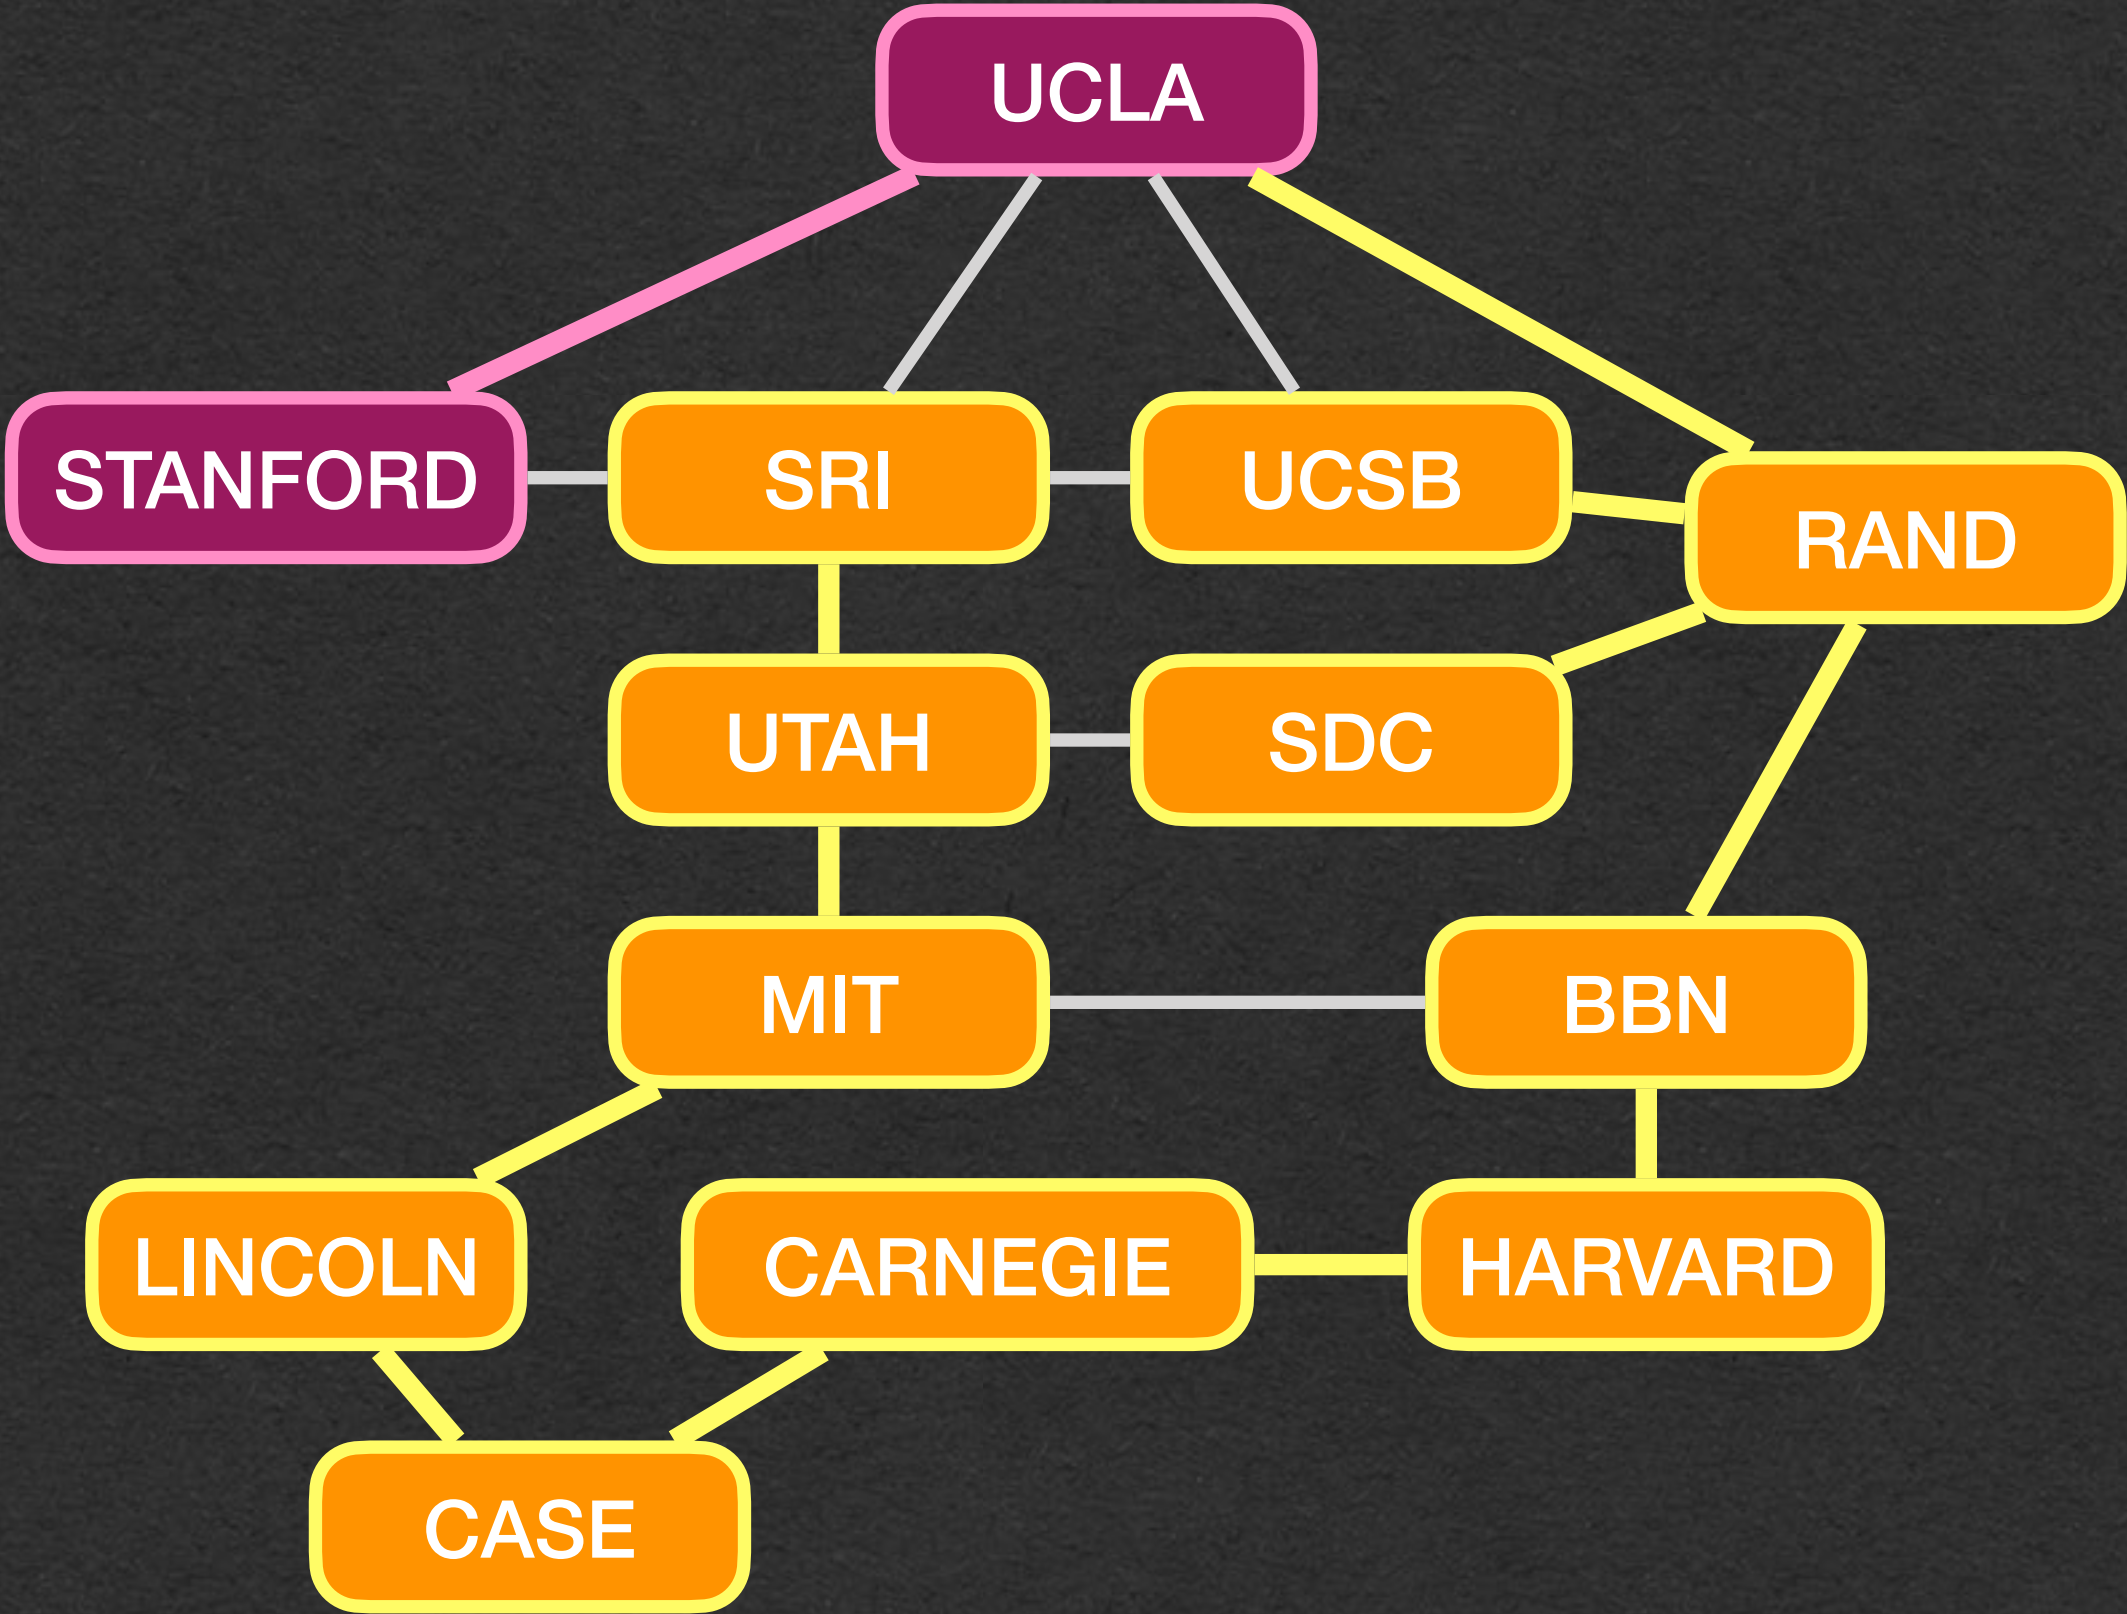 UCLA
STANFORD
SRI
UCSB
RAND
UTAH
SDC
MIT
BBN
LINCOLN
CARNEGIE
HARVARD
CASE